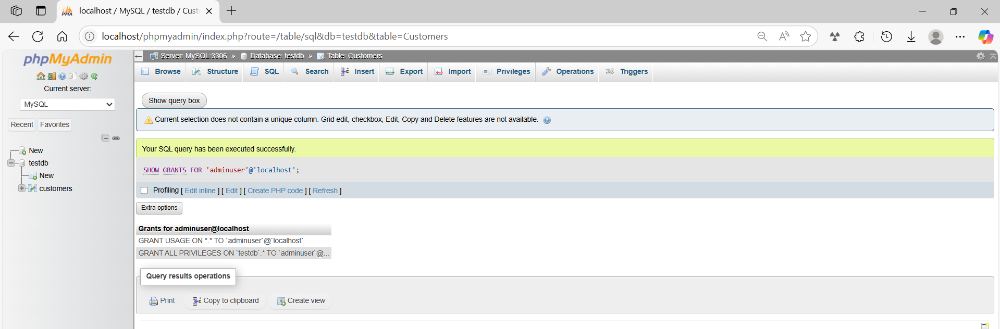 localhost / MySQL / testdb / Cust
localhost/phpmyadmin/index.php?route=/table/sql&db=testdb&table=Customers
phpMyAdmin
Current server:
MySQL
Recent Favorites
New
testdb
New
customers
Server: MySQL:3306 » Database: testdb » Table: Customers
Browse Structure SQL Search Insert Export Import Privileges Operations Triggers
Show query box
Current selection does not contain a unique column. Grid edit, checkbox, Edit, Copy and Delete features are not available.
Your SQL query has been executed successfully.
SHOW GRANTS FOR 'adminuser'@'localhost';
Profiling [ Edit inline ] [ Edit ] [ Create PHP code ] [ Refresh ]
Extra options
Grants for adminuser@localhost
GRANT USAGE ON *.* TO `adminuser`@`localhost`
GRANT ALL PRIVILEGES ON `testdb`.* TO `adminuser`@...
Query results operations
Print Copy to clipboard Create view